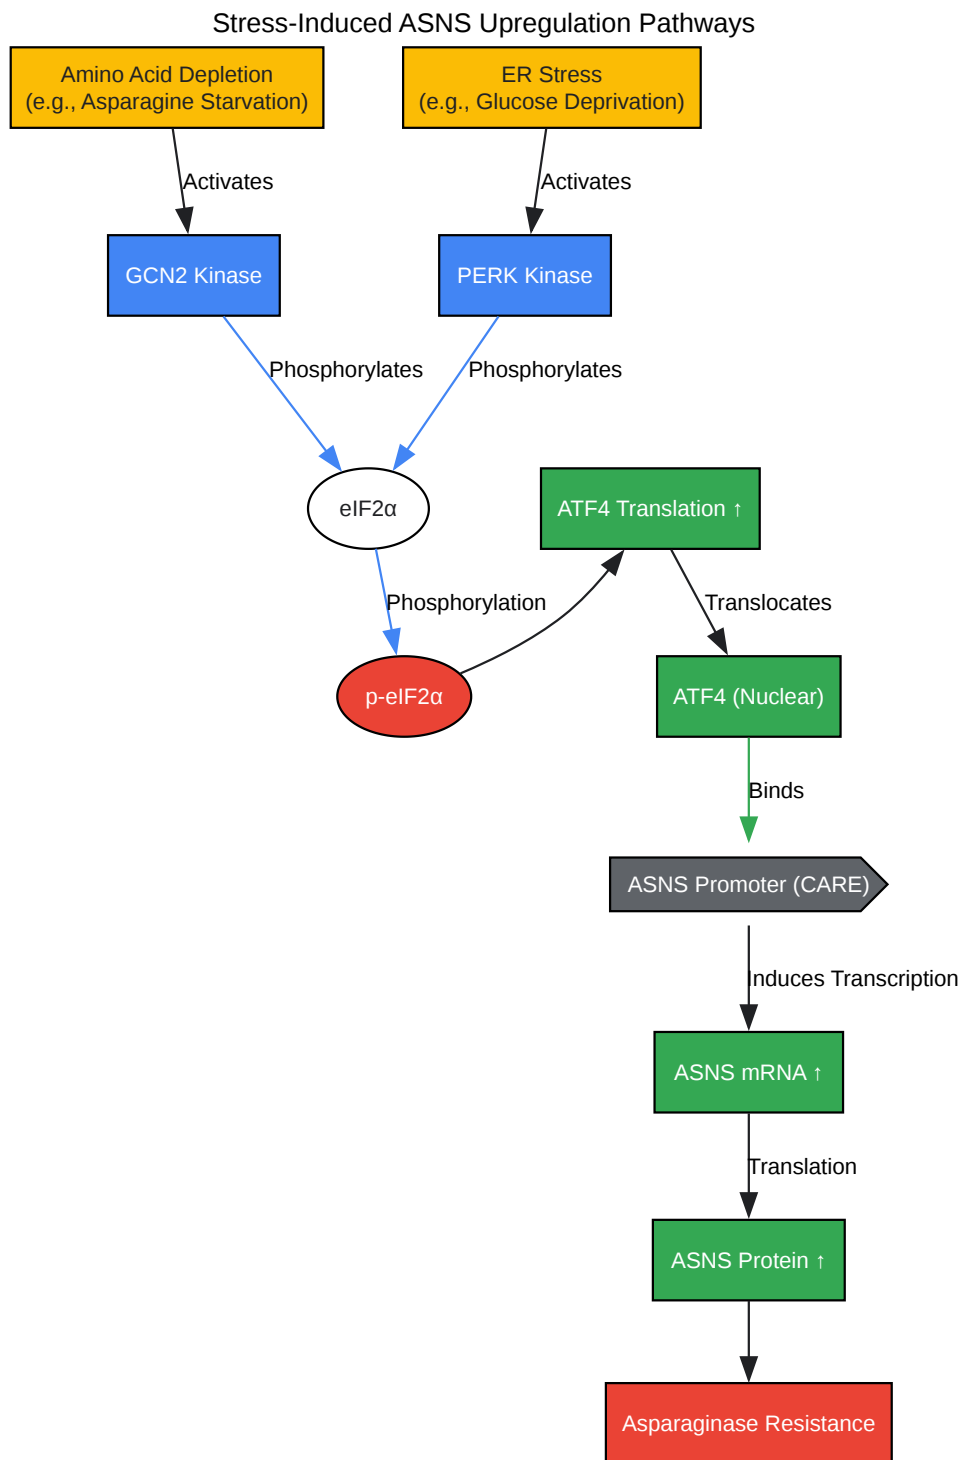 Stress-Induced ASNS Upregulation Pathways
Amino Acid Depletion
(e.g., Asparagine Starvation)
ER Stress
(e.g., Glucose Deprivation)
Activates
Activates
GCN2 Kinase
PERK Kinase
Phosphorylates
Phosphorylates
eIF2α
ATF4 Translation ↑
Phosphorylation
Translocates
p-eIF2α
ATF4 (Nuclear)
Binds
ASNS Promoter (CARE)
Induces Transcription
ASNS mRNA ↑
Translation
ASNS Protein ↑
Asparaginase Resistance